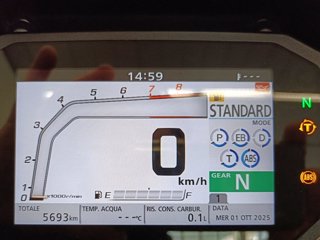 14:59
4 5 6 7 8
3
2
1
x1000r/min
0
km/h
E F
STANDARD
MODE
P EB D
T ABS
GEAR
N
1
TOTALE TEMP. ACQUA RIS. CONS. CARBUR. DATA
5693km ---°C 0.1L MER 01 OTT 2025
N
T
ABS